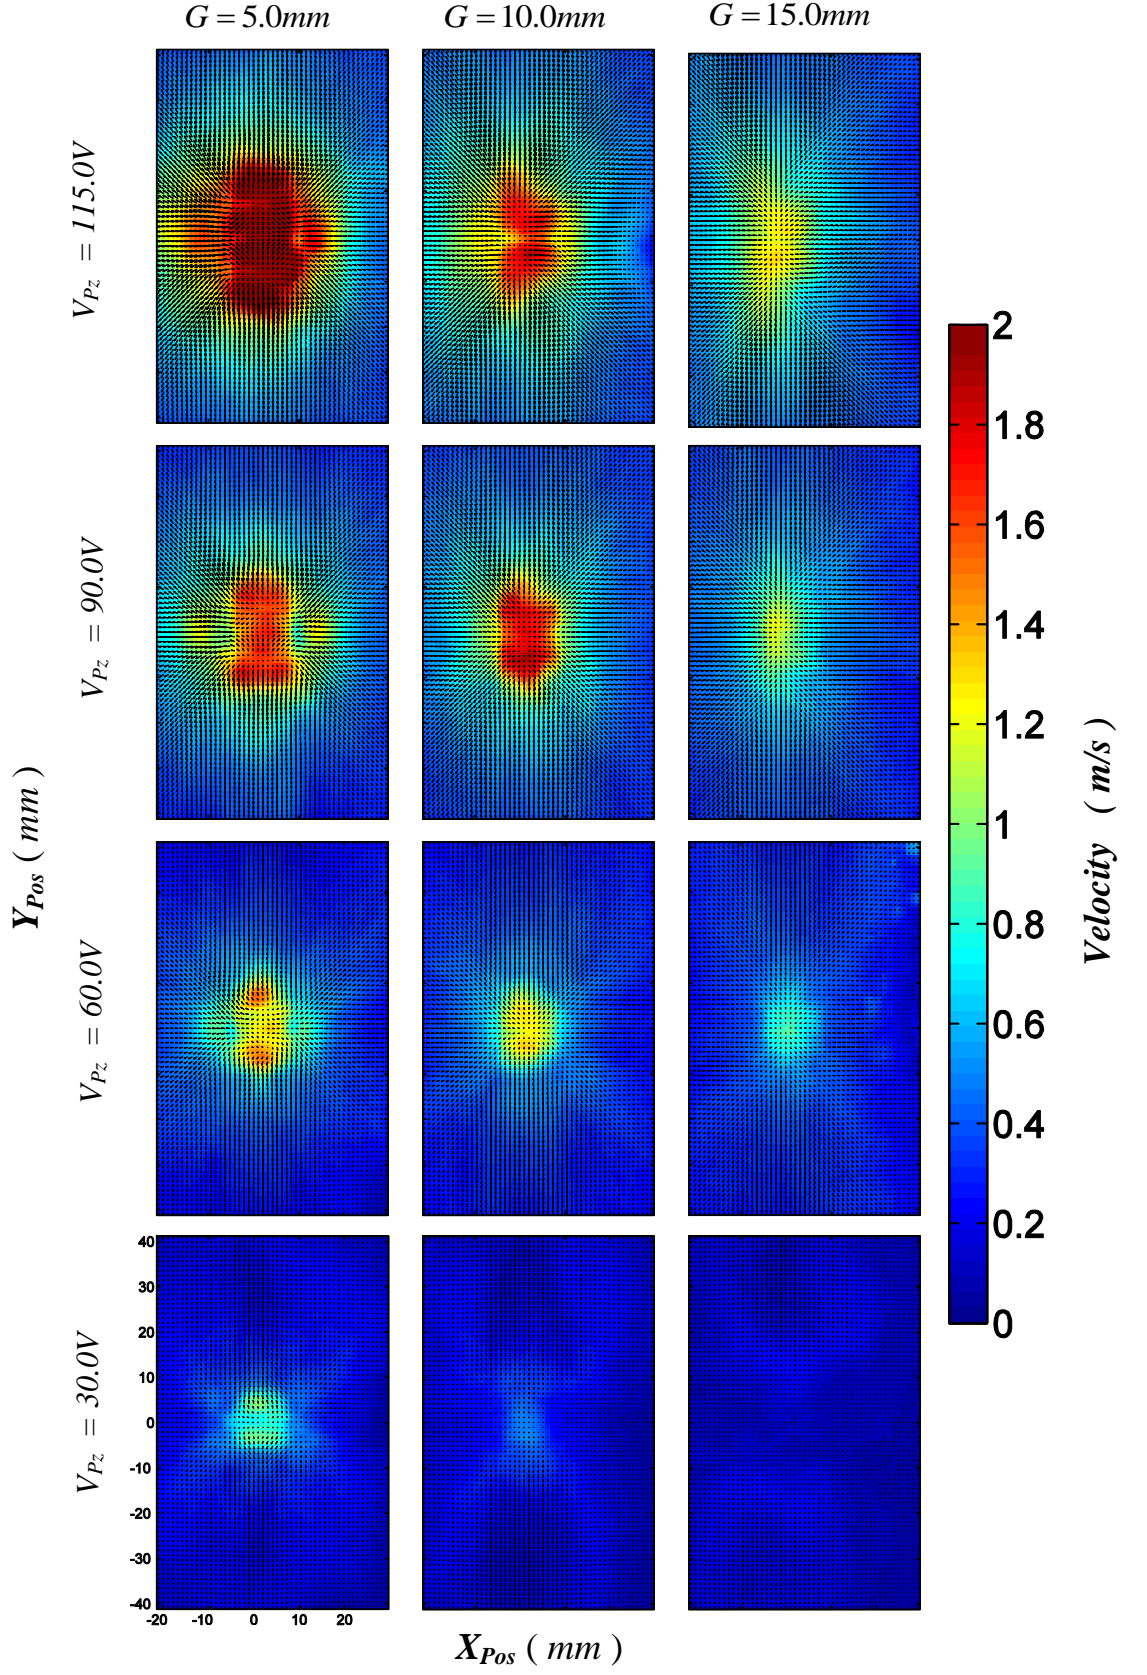 G = 5.0mm
G = 10.0mm
G = 15.0mm
V_Pz = 115.0V
V_Pz = 90.0V
V_Pz = 60.0V
V_Pz = 30.0V
Y_Pos ( mm )
40
30
20
10
0
-10
-20
-30
-40
-20 -10 0 10 20
X_Pos ( mm )
2
1.8
1.6
1.4
1.2
1
0.8
0.6
0.4
0.2
0
Velocity ( m/s )